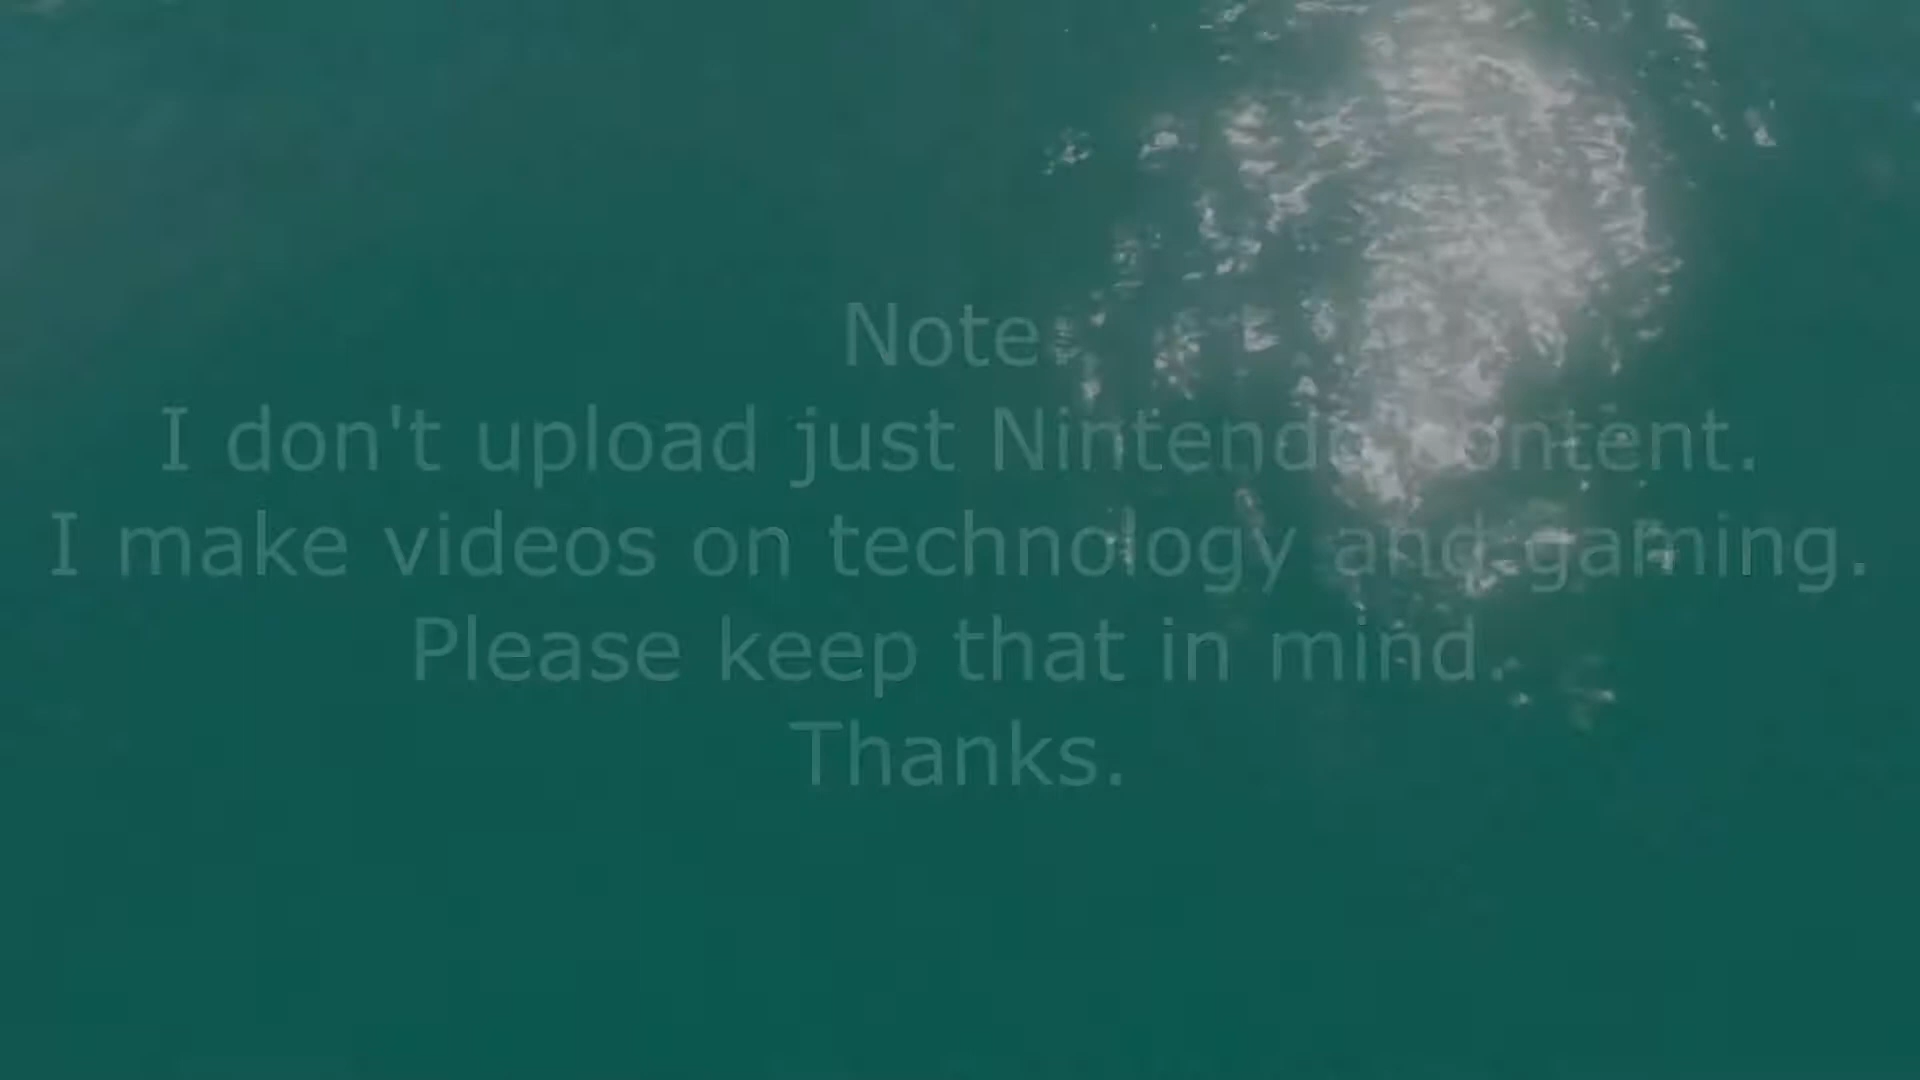 Note
I don't upload just Nintendo content.
I make videos on technology and gaming.
Please keep that in mind.
Thanks.